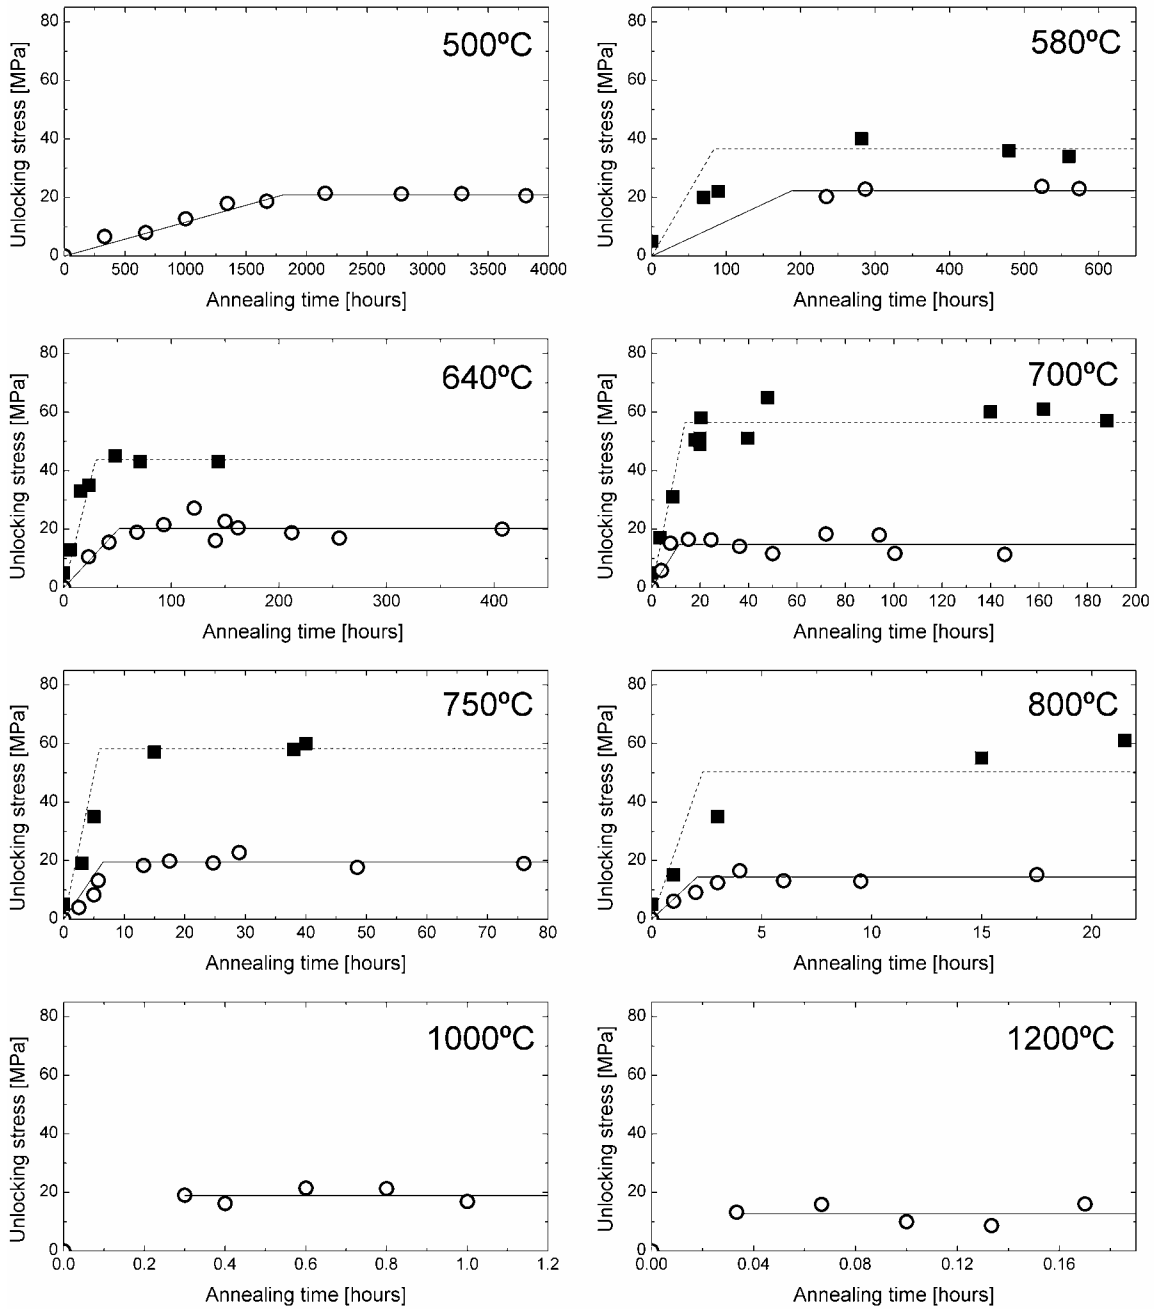 500ºC
Unlocking stress [MPa]
80
60
40
20
0
0 500 1000 1500 2000 2500 3000 3500 4000
Annealing time [hours]
580ºC
Unlocking stress [MPa]
80
60
40
20
0
0 100 200 300 400 500 600
Annealing time [hours]
640ºC
Unlocking stress [MPa]
80
60
40
20
0
0 100 200 300 400
Annealing time [hours]
700ºC
Unlocking stress [MPa]
80
60
40
20
0
0 20 40 60 80 100 120 140 160 180 200
Annealing time [hours]
750ºC
Unlocking stress [MPa]
80
60
40
20
0
0 10 20 30 40 50 60 70 80
Annealing time [hours]
800ºC
Unlocking stress [MPa]
80
60
40
20
0
0 5 10 15 20
Annealing time [hours]
1000ºC
Unlocking stress [MPa]
80
60
40
20
0
0.0 0.2 0.4 0.6 0.8 1.0 1.2
Annealing time [hours]
1200ºC
Unlocking stress [MPa]
80
60
40
20
0
0.00 0.04 0.08 0.12 0.16
Annealing time [hours]